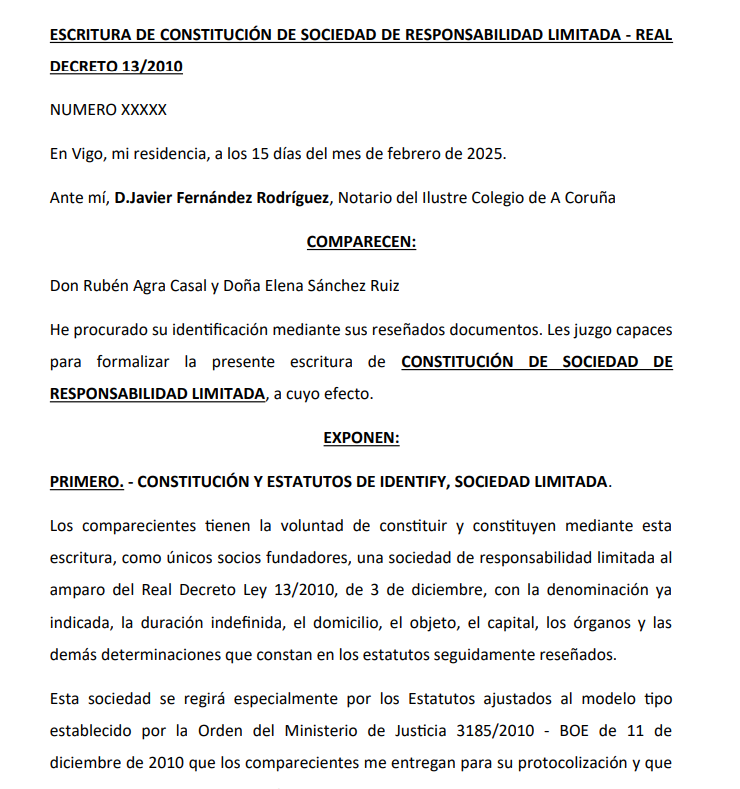 ESCRITURA DE CONSTITUCIÓN DE SOCIEDAD DE RESPONSABILIDAD LIMITADA - REAL
DECRETO 13/2010
NUMERO XXXXX
En Vigo, mi residencia, a los 15 días del mes de febrero de 2025.
Ante mí, D.Javier Fernández Rodríguez, Notario del Ilustre Colegio de A Coruña
COMPARECEN:
Don Rubén Agra Casal y Doña Elena Sánchez Ruiz
He procurado su identificación mediante sus reseñados documentos. Les juzgo capaces
para formalizar la presente escritura de CONSTITUCIÓN DE SOCIEDAD DE
RESPONSABILIDAD LIMITADA, a cuyo efecto.
EXPONEN:
PRIMERO. - CONSTITUCIÓN Y ESTATUTOS DE IDENTIFY, SOCIEDAD LIMITADA.
Los comparecientes tienen la voluntad de constituir y constituyen mediante esta
escritura, como únicos socios fundadores, una sociedad de responsabilidad limitada al
amparo del Real Decreto Ley 13/2010, de 3 de diciembre, con la denominación ya
indicada, la duración indefinida, el domicilio, el objeto, el capital, los órganos y las
demás determinaciones que constan en los estatutos seguidamente reseñados.
Esta sociedad se regirá especialmente por los Estatutos ajustados al modelo tipo
establecido por la Orden del Ministerio de Justicia 3185/2010 - BOE de 11 de
diciembre de 2010 que los comparecientes me entregan para su protocolización y que